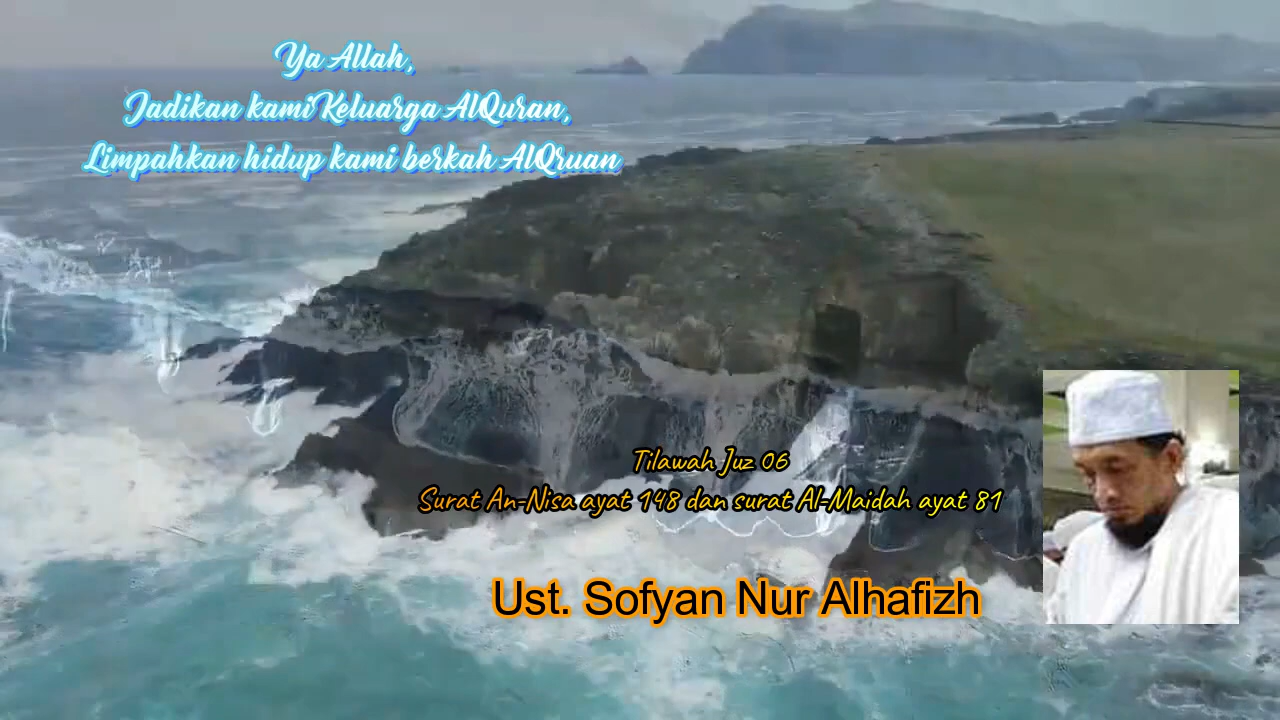 Ya Allah,
Jadikan kami Keluarga AlQuran,
Limpahkan hidup kami berkah AlQruan
Tilawah Juz 06
Surat An-Nisa ayat 148 dan surat Al-Maidah ayat 81
Ust. Sofyan Nur Alhafizh